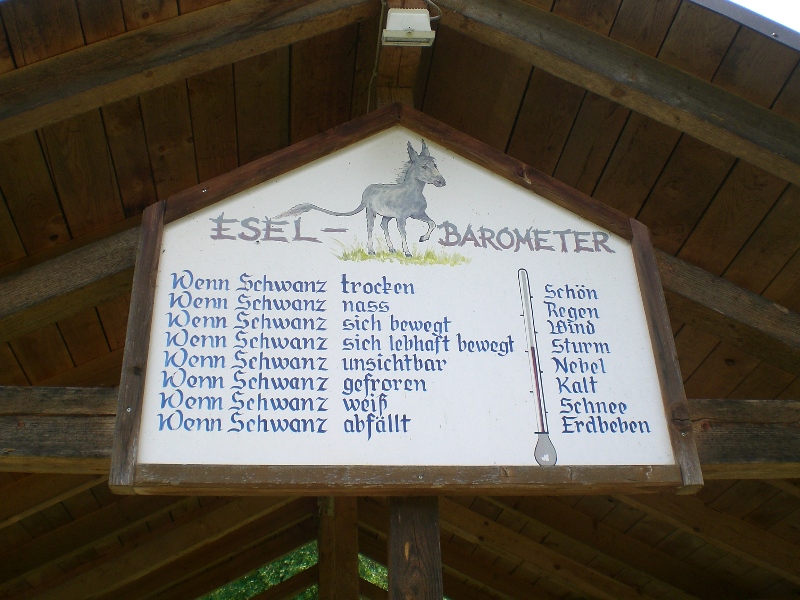 ESEL - BAROMETER
Wenn Schwanz trocken Schön
Wenn Schwanz nass Regen
Wenn Schwanz sich bewegt Wind
Wenn Schwanz sich lebhaft bewegt Sturm
Wenn Schwanz unsichtbar Nebel
Wenn Schwanz gefroren Kalt
Wenn Schwanz weiß Schnee
Wenn Schwanz abfällt Erdbeben